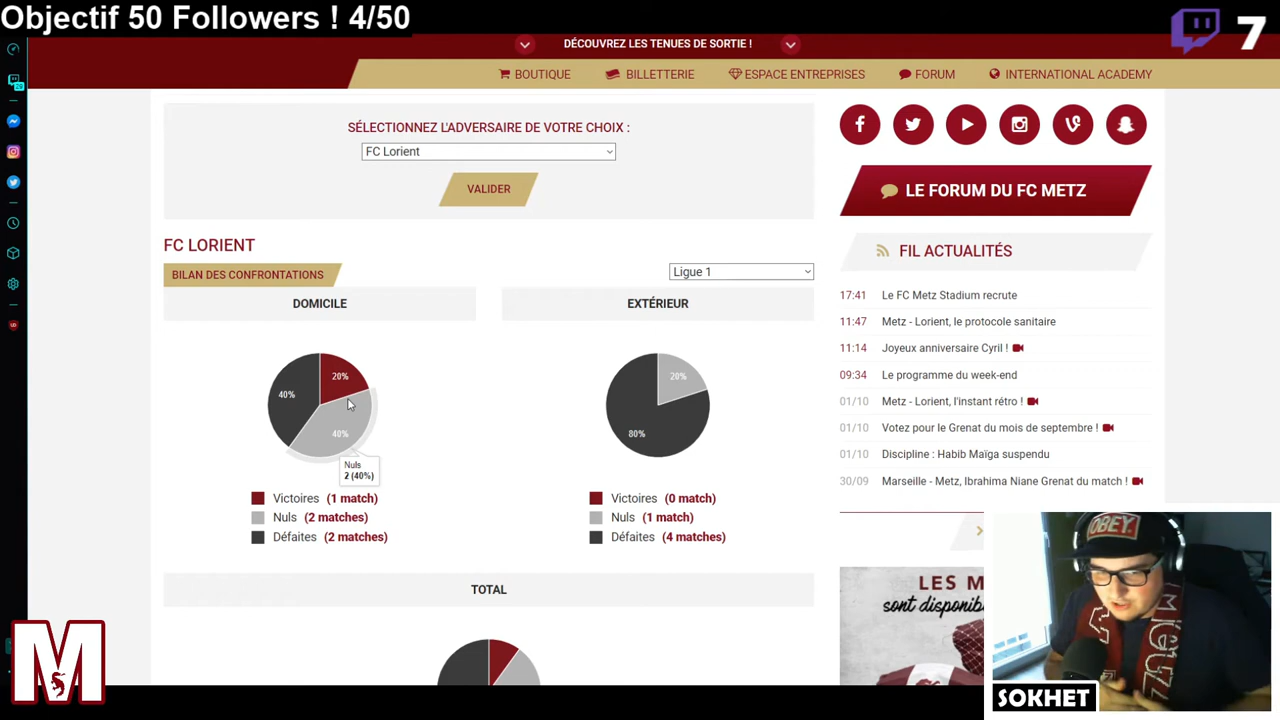 Objectif 50 Followers ! 4/50
7
DÉCOUVREZ LES TENUES DE SORTIE !
BOUTIQUE
BILLETTERIE
ESPACE ENTREPRISES
FORUM
INTERNATIONAL ACADEMY
29
SÉLECTIONNEZ L'ADVERSAIRE DE VOTRE CHOIX :
FC Lorient
VALIDER
FC LORIENT
BILAN DES CONFRONTATIONS
Ligue 1
DOMICILE
EXTÉRIEUR
20%
40%
40%
Nuls
2 (40%)
20%
80%
Victoires (1 match)
Nuls (2 matches)
Défaites (2 matches)
Victoires (0 match)
Nuls (1 match)
Défaites (4 matches)
TOTAL
LE FORUM DU FC METZ
FIL ACTUALITÉS
17:41 Le FC Metz Stadium recrute
11:47 Metz - Lorient, le protocole sanitaire
11:14 Joyeux anniversaire Cyril !
09:34 Le programme du week-end
01/10 Metz - Lorient, l'instant rétro !
01/10 Votez pour le Grenat du mois de septembre !
01/10 Discipline : Habib Maïga suspendu
30/09 Marseille - Metz, Ibrahima Niane Grenat du match !
LES M
sont disponib
M
OBEY
SOKHET